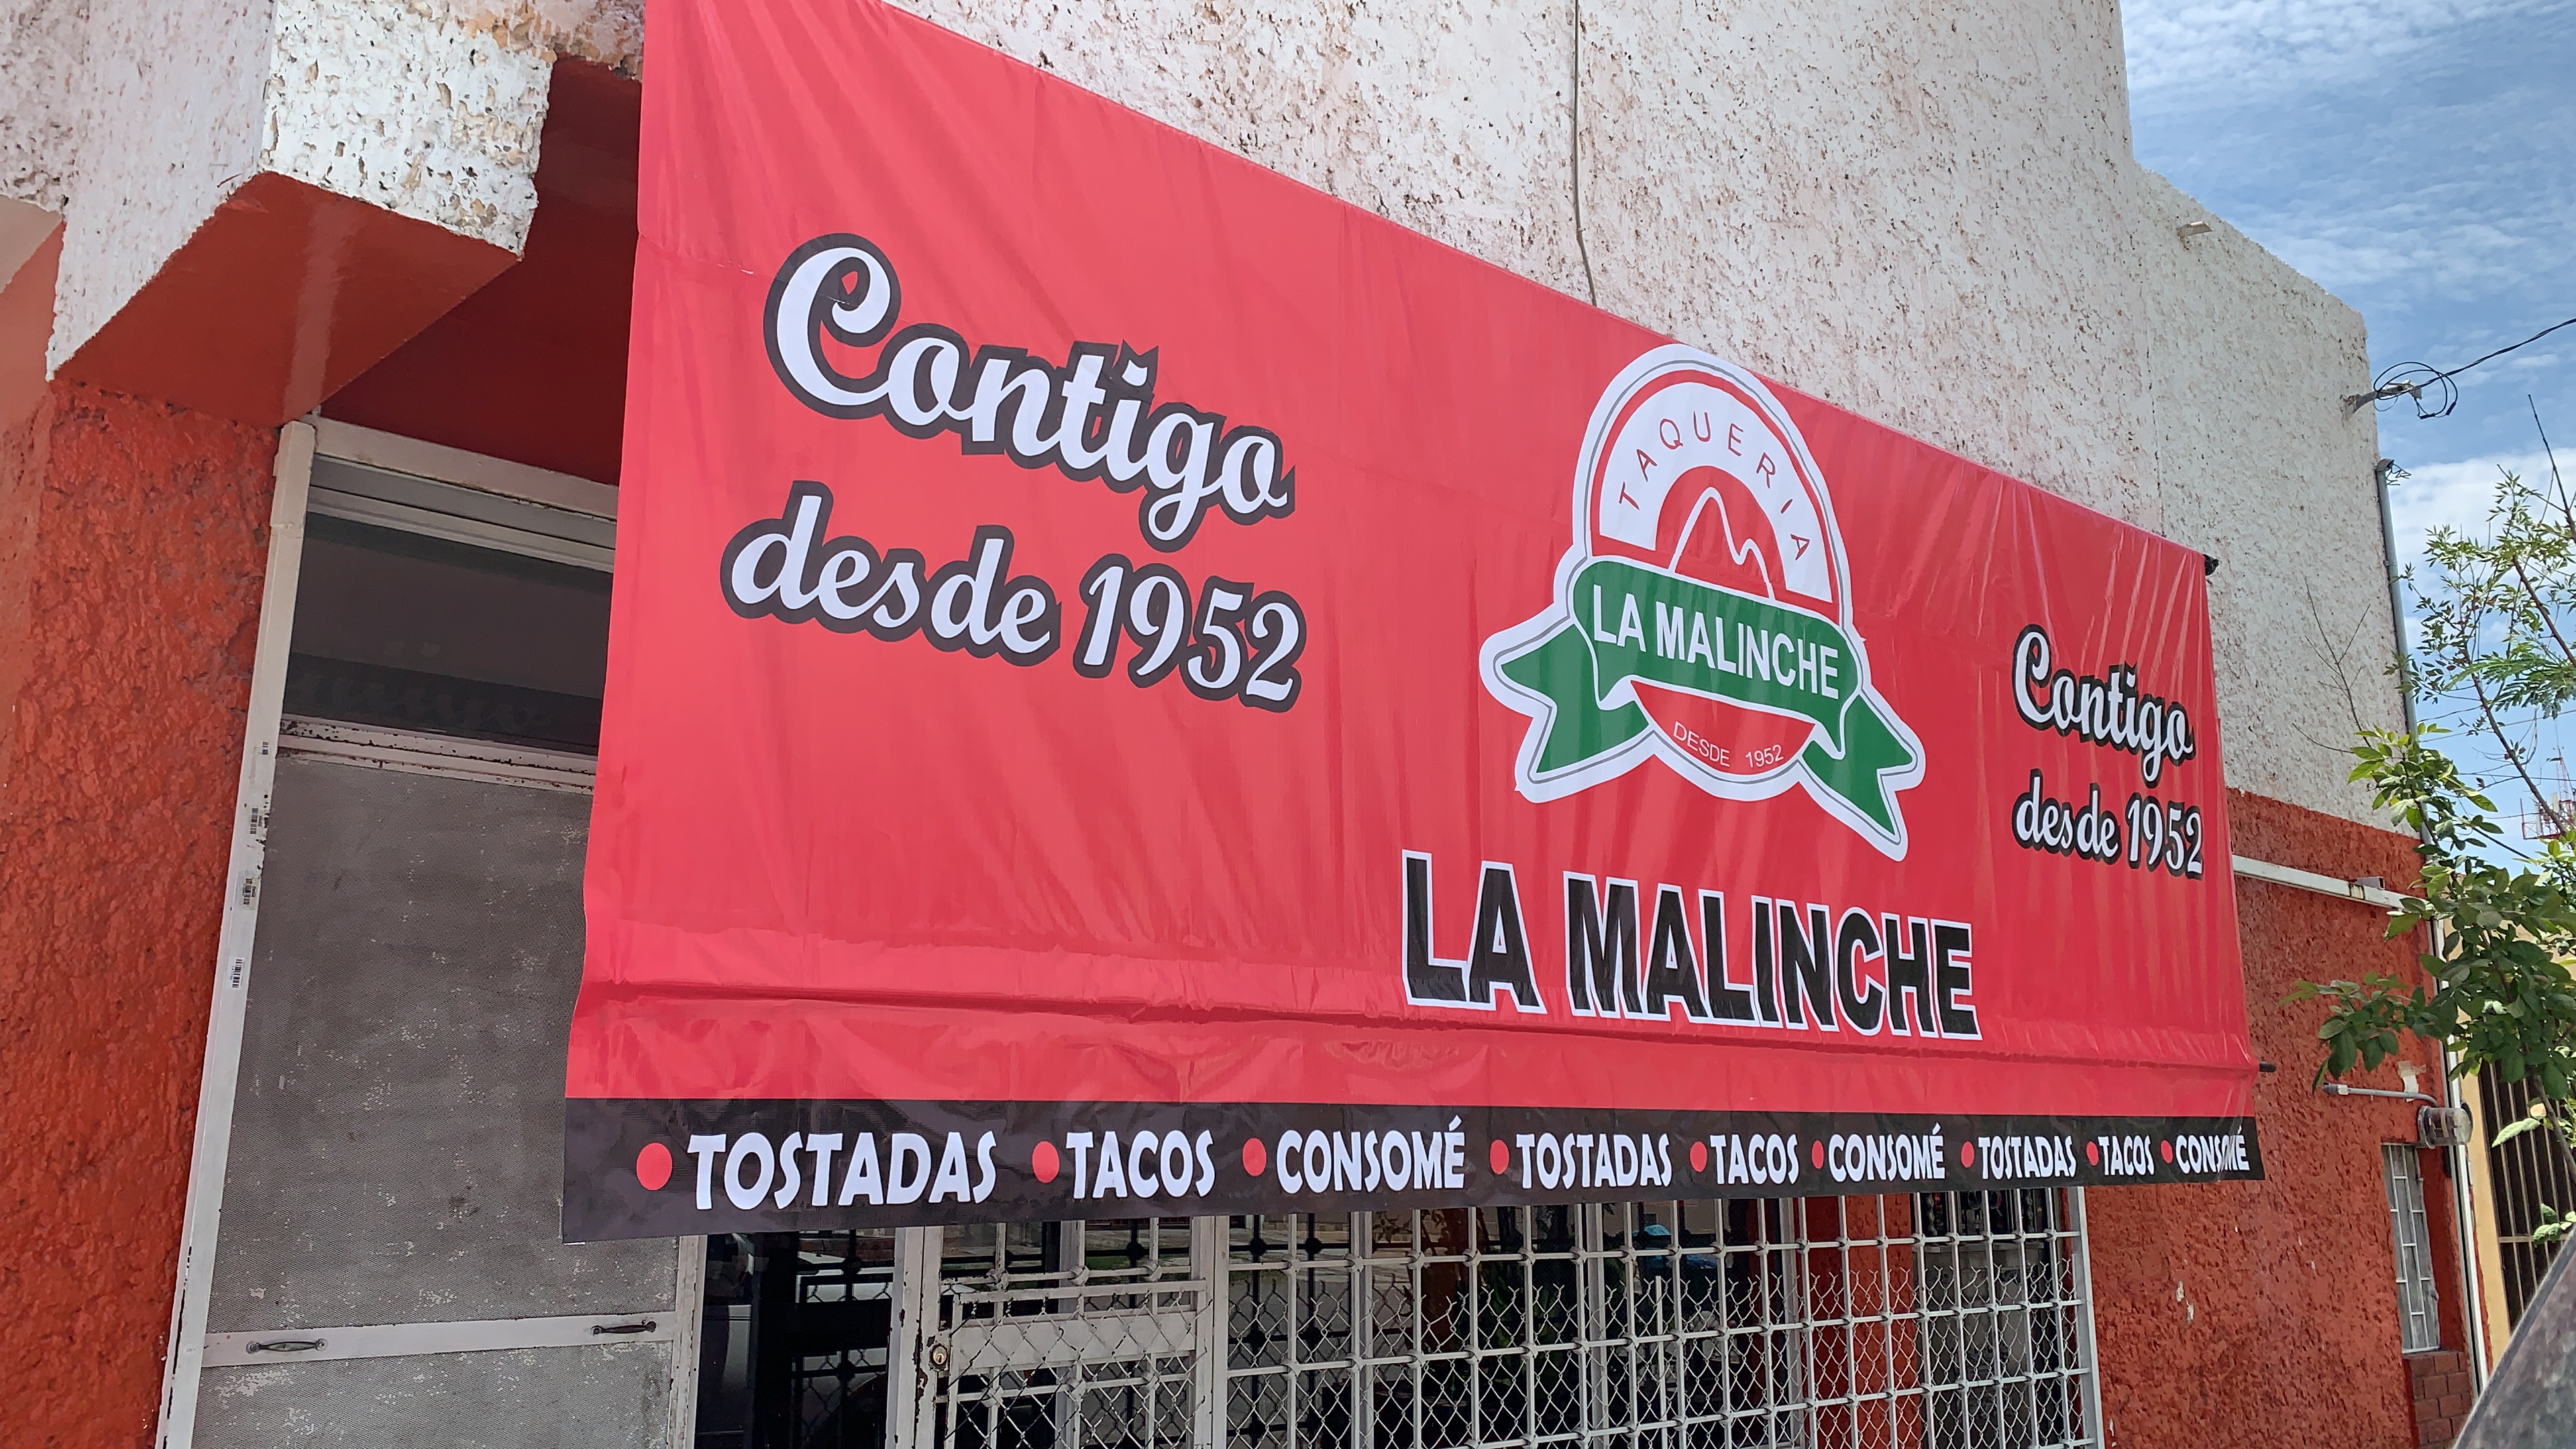 Contigo
desde 1952
TAQUERIA
LA MALINCHE
DESDE 1952
LA MALINCHE
Contigo
desde 1952
• TOSTADAS • TACOS • CONSOMÉ • TOSTADAS • TACOS • CONSOMÉ • TOSTADAS • TACOS • CONSOMÉ